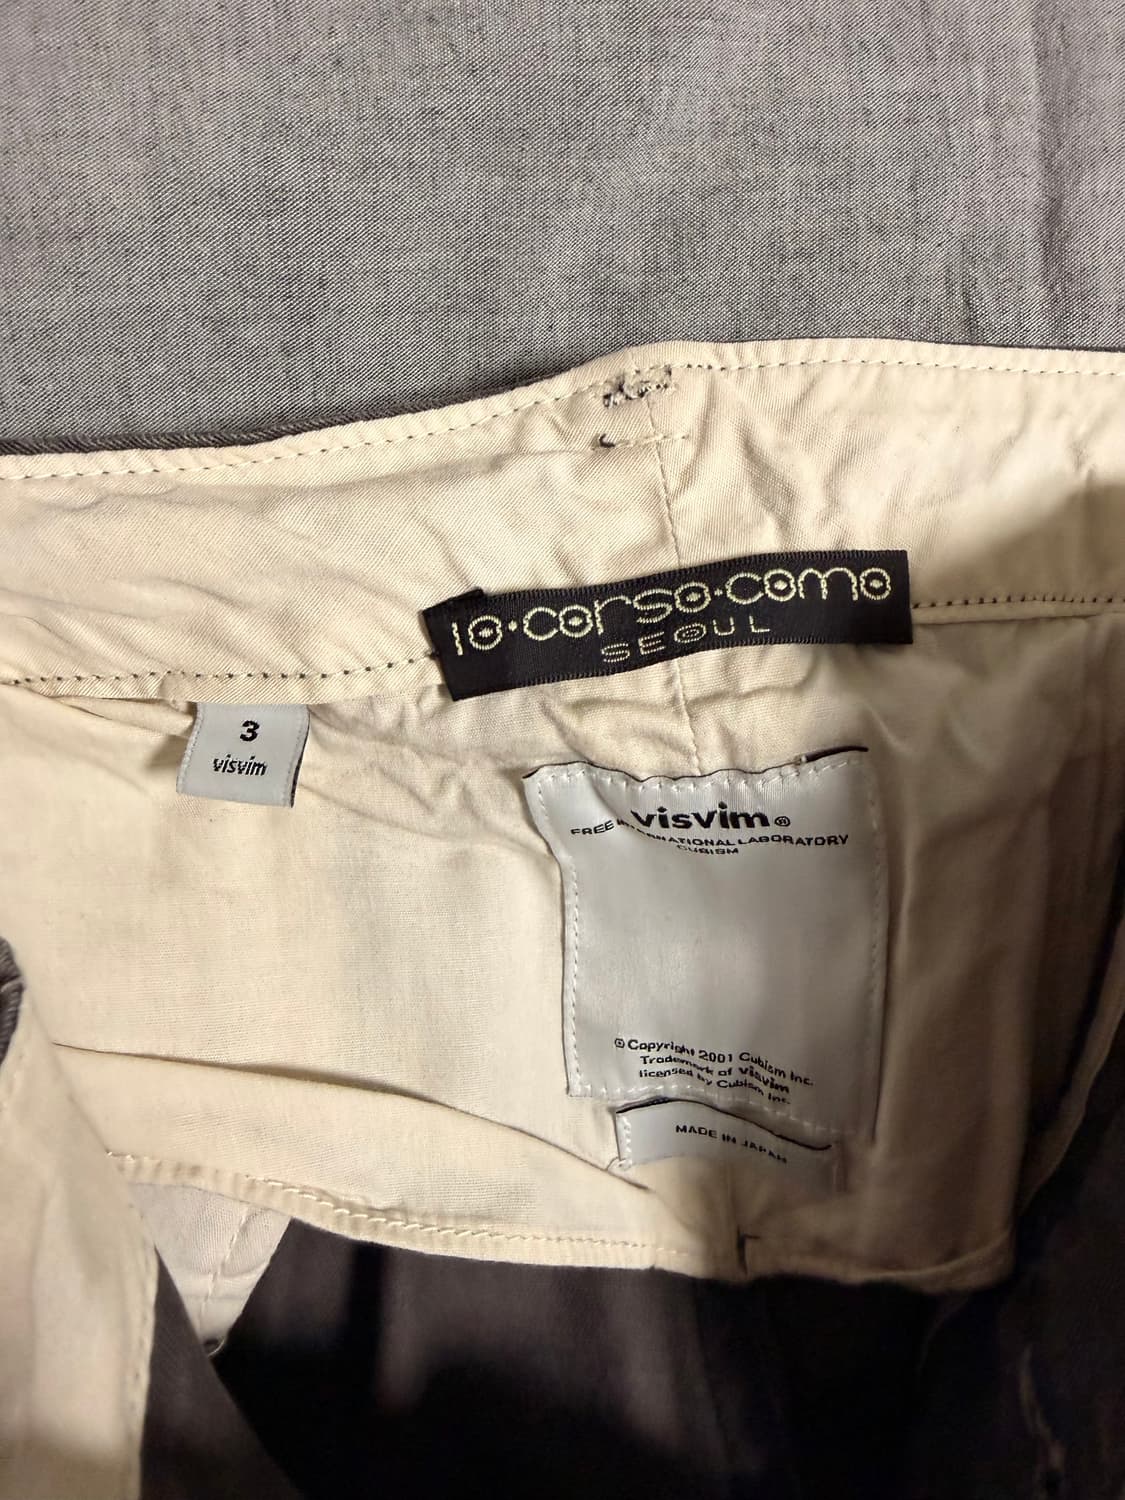 10·corso·como
SEOUL
3
visvim
visvim®
FREE INTERNATIONAL LABORATORY
CUBISM
© Copyright 2001 Cubism Inc.
Trademark of visvim
licensed by Cubism Inc.
MADE IN JAPAN